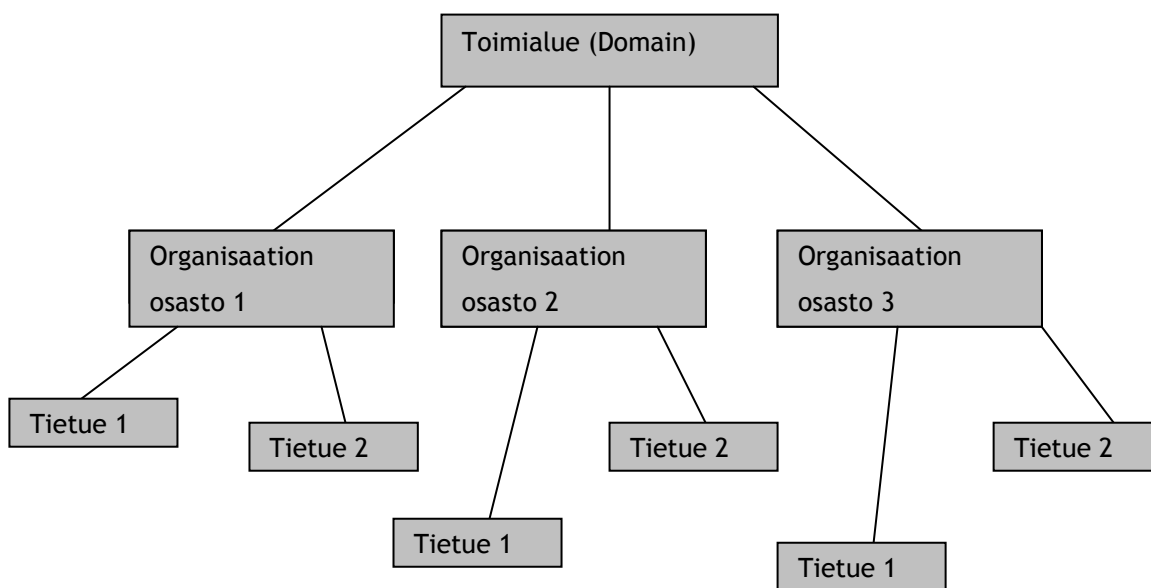 Toimialue (Domain)
Organisaation
osasto 1
Organisaation
osasto 2
Organisaation
osasto 3
Tietue 1
Tietue 2
Tietue 1
Tietue 2
Tietue 1
Tietue 2